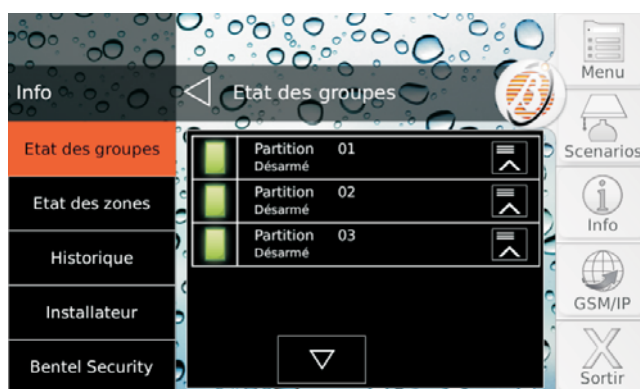 Info
Etat des groupes
Menu
Etat des groupes
Etat des zones
Historique
Installateur
Bentel Security
Partition 01
Désarmé
Partition 02
Désarmé
Partition 03
Désarmé
Scenarios
Info
GSM/IP
Sortir